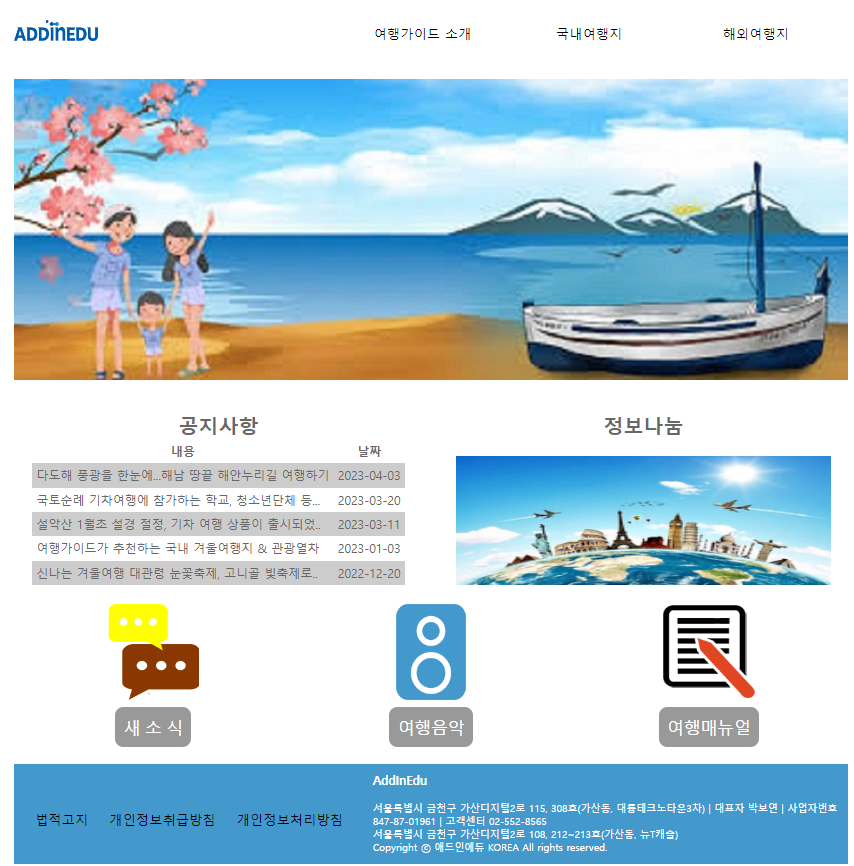 ADDinEDU
여행가이드 소개 국내여행지 해외여행지
공지사항
내용 날짜
다도해 풍광을 한눈에...해남 땅끝 해안누리길 여행하기 2023-04-03
국토순례 기차여행에 참가하는 학교, 청소년단체 등... 2023-03-20
설악산 1월초 설경 절정, 기차 여행 상품이 출시되었.. 2023-03-11
여행가이드가 추천하는 국내 겨울여행지 & 관광열차 2023-01-03
신나는 겨울여행 대관령 눈꽃축제, 고니골 빛축제로.. 2022-12-20
정보나눔
새 소 식
여행음악
여행매뉴얼
법적고지 개인정보취급방침 개인정보처리방침
AddInEdu
서울특별시 금천구 가산디지털2로 115, 308호(가산동, 대륭테크노타운3차) | 대표자 박보연 | 사업자번호
847-87-01961 | 고객센터 02-552-8565
서울특별시 금천구 가산디지털2로 108, 212~213호(가산동, 뉴T캐슬)
Copyright ⓒ 애드인에듀 KOREA All rights reserved.